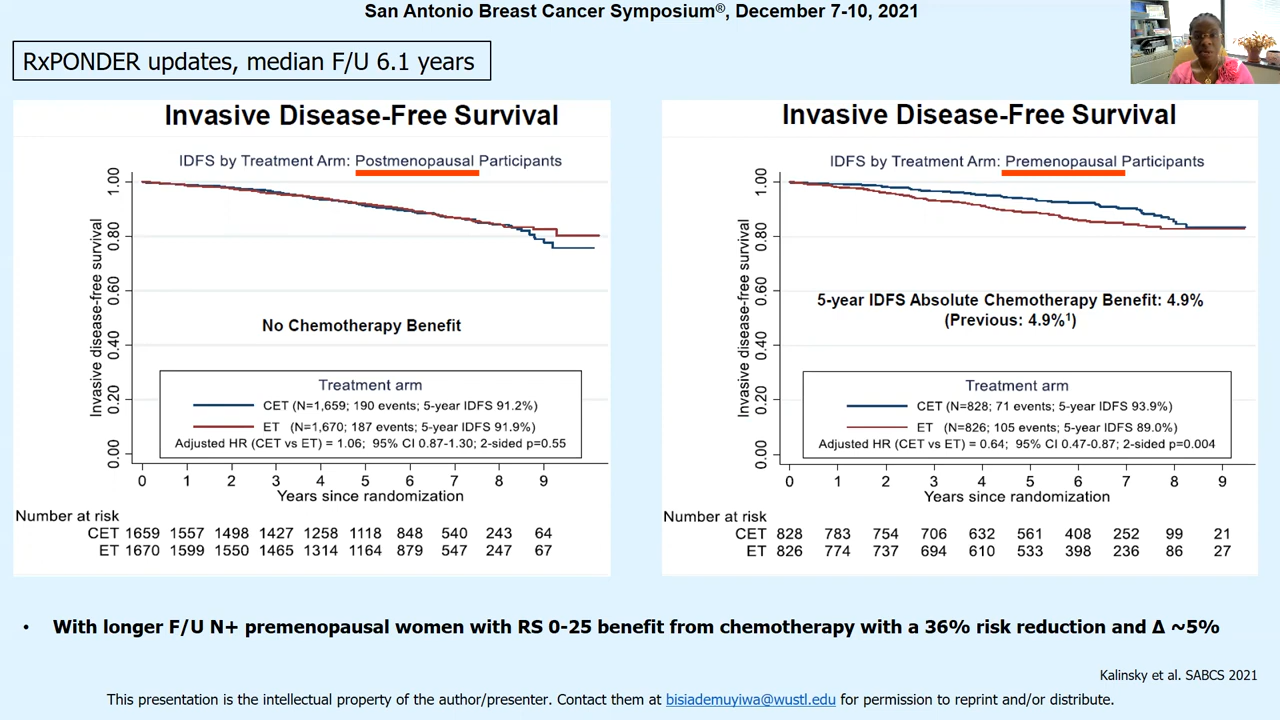 San Antonio Breast Cancer Symposium®, December 7-10, 2021
RxPONDER updates, median F/U 6.1 years
Invasive Disease-Free Survival
IDFS by Treatment Arm: Postmenopausal Participants
Invasive disease-free survival
1.00
0.80
0.60
0.40
0.20
0.00
No Chemotherapy Benefit
Treatment arm
CET (N=1,659; 190 events; 5-year IDFS 91.2%)
ET (N=1,670; 187 events; 5-year IDFS 91.9%)
Adjusted HR (CET vs ET) = 1.06; 95% CI 0.87-1.30; 2-sided p=0.55
0 1 2 3 4 5 6 7 8 9
Years since randomization
Number at risk
CET 1659 1557 1498 1427 1258 1118 848 540 243 64
ET 1670 1599 1550 1465 1314 1164 879 547 247 67
Invasive Disease-Free Survival
IDFS by Treatment Arm: Premenopausal Participants
Invasive disease-free survival
1.00
0.80
0.60
0.40
0.20
0.00
5-year IDFS Absolute Chemotherapy Benefit: 4.9%
(Previous: 4.9%¹)
Treatment arm
CET (N=828; 71 events; 5-year IDFS 93.9%)
ET (N=826; 105 events; 5-year IDFS 89.0%)
Adjusted HR (CET vs ET) = 0.64; 95% CI 0.47-0.87; 2-sided p=0.004
0 1 2 3 4 5 6 7 8 9
Years since randomization
Number at risk
CET 828 783 754 706 632 561 408 252 99 21
ET 826 774 737 694 610 533 398 236 86 27
• With longer F/U N+ premenopausal women with RS 0-25 benefit from chemotherapy with a 36% risk reduction and Δ ~5%
Kalinsky et al. SABCS 2021
This presentation is the intellectual property of the author/presenter. Contact them at bisiademuyiwa@wustl.edu for permission to reprint and/or distribute.